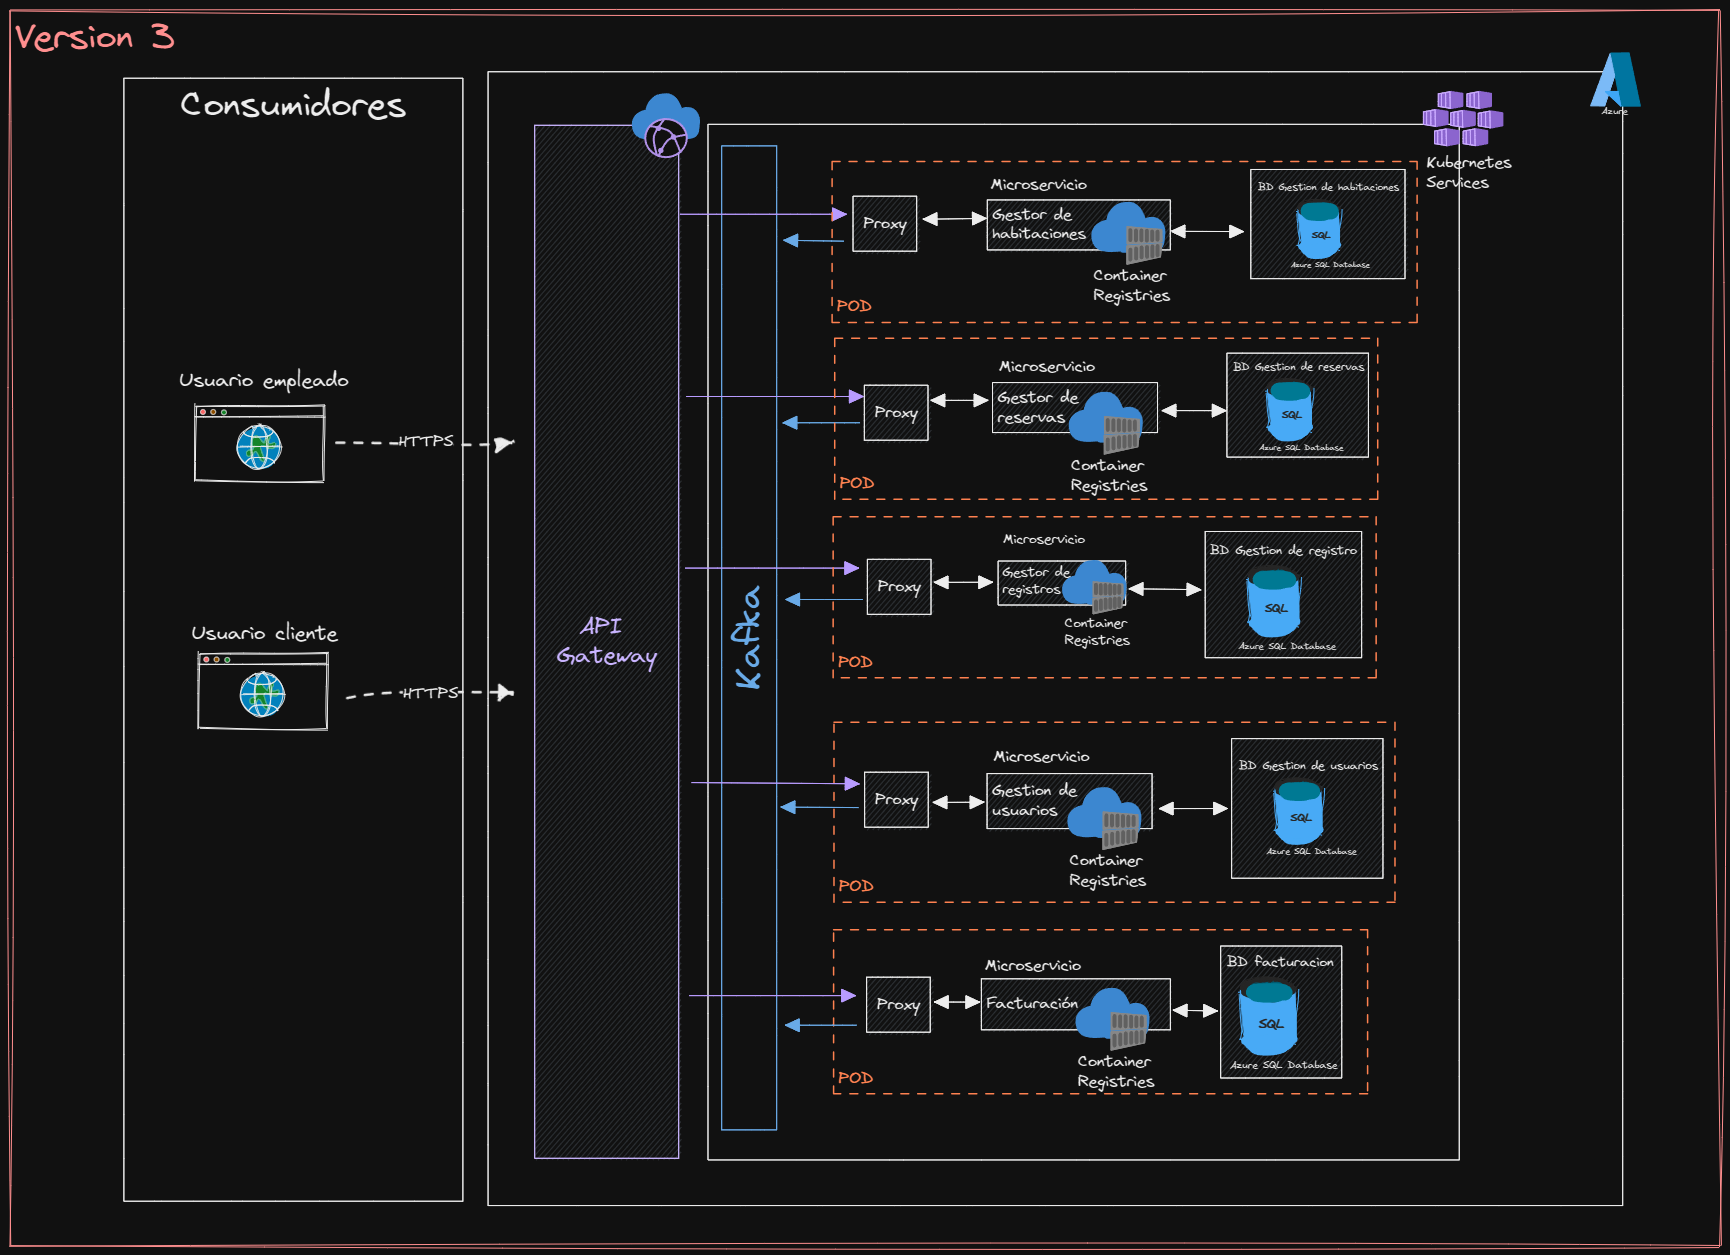 Version 3
Consumidores
Usuario empleado
HTTPS
Usuario cliente
HTTPS
Azure
Kubernetes
Services
API
Gateway
Kafka
Proxy
Microservicio
Gestor de
habitaciones
Container
Registries
BD Gestion de habitaciones
SQL
Azure SQL Database
POD
Proxy
Microservicio
Gestor de
reservas
Container
Registries
BD Gestion de reservas
SQL
Azure SQL Database
POD
Proxy
Microservicio
Gestor de
registros
Container
Registries
BD Gestion de registro
SQL
Azure SQL Database
POD
Proxy
Microservicio
Gestion de
usuarios
Container
Registries
BD Gestion de usuarios
SQL
Azure SQL Database
POD
Proxy
Microservicio
Facturación
Container
Registries
BD facturacion
SQL
Azure SQL Database
POD